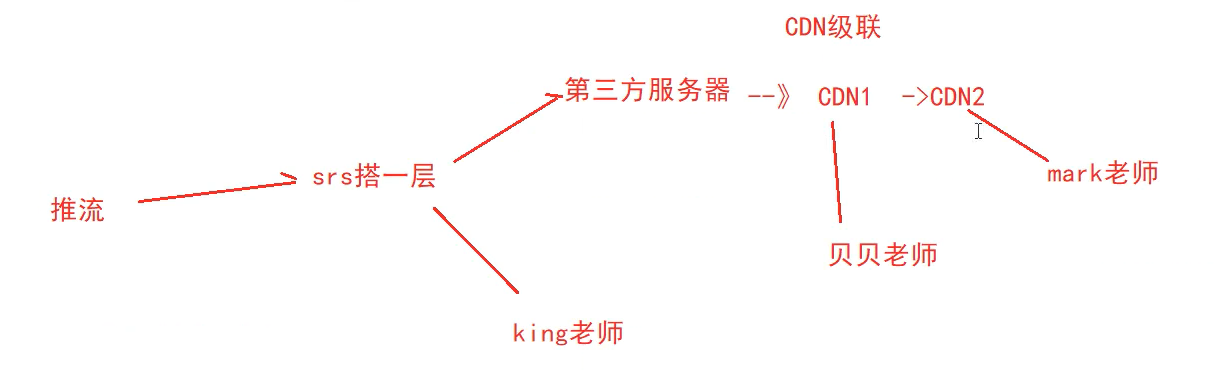 CDN级联
第三方服务器 --》 CDN1 ->CDN2
srs搭一层
mark老师
推流
贝贝老师
king老师